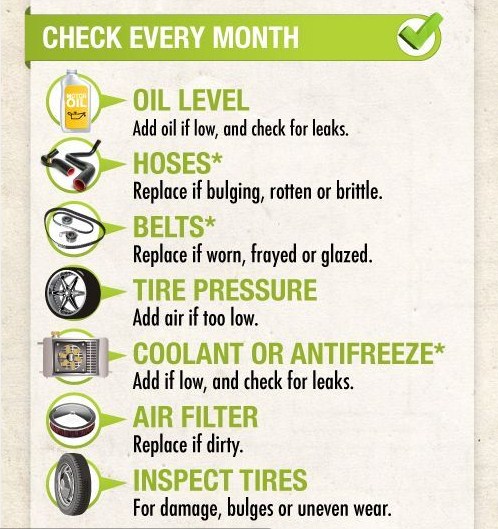 CHECK EVERY MONTH
MOTOR
OIL
OIL LEVEL
Add oil if low, and check for leaks.
HOSES*
Replace if bulging, rotten or brittle.
BELTS*
Replace if worn, frayed or glazed.
TIRE PRESSURE
Add air if too low.
COOLANT OR ANTIFREEZE*
Add if low, and check for leaks.
AIR FILTER
Replace if dirty.
INSPECT TIRES
For damage, bulges or uneven wear.